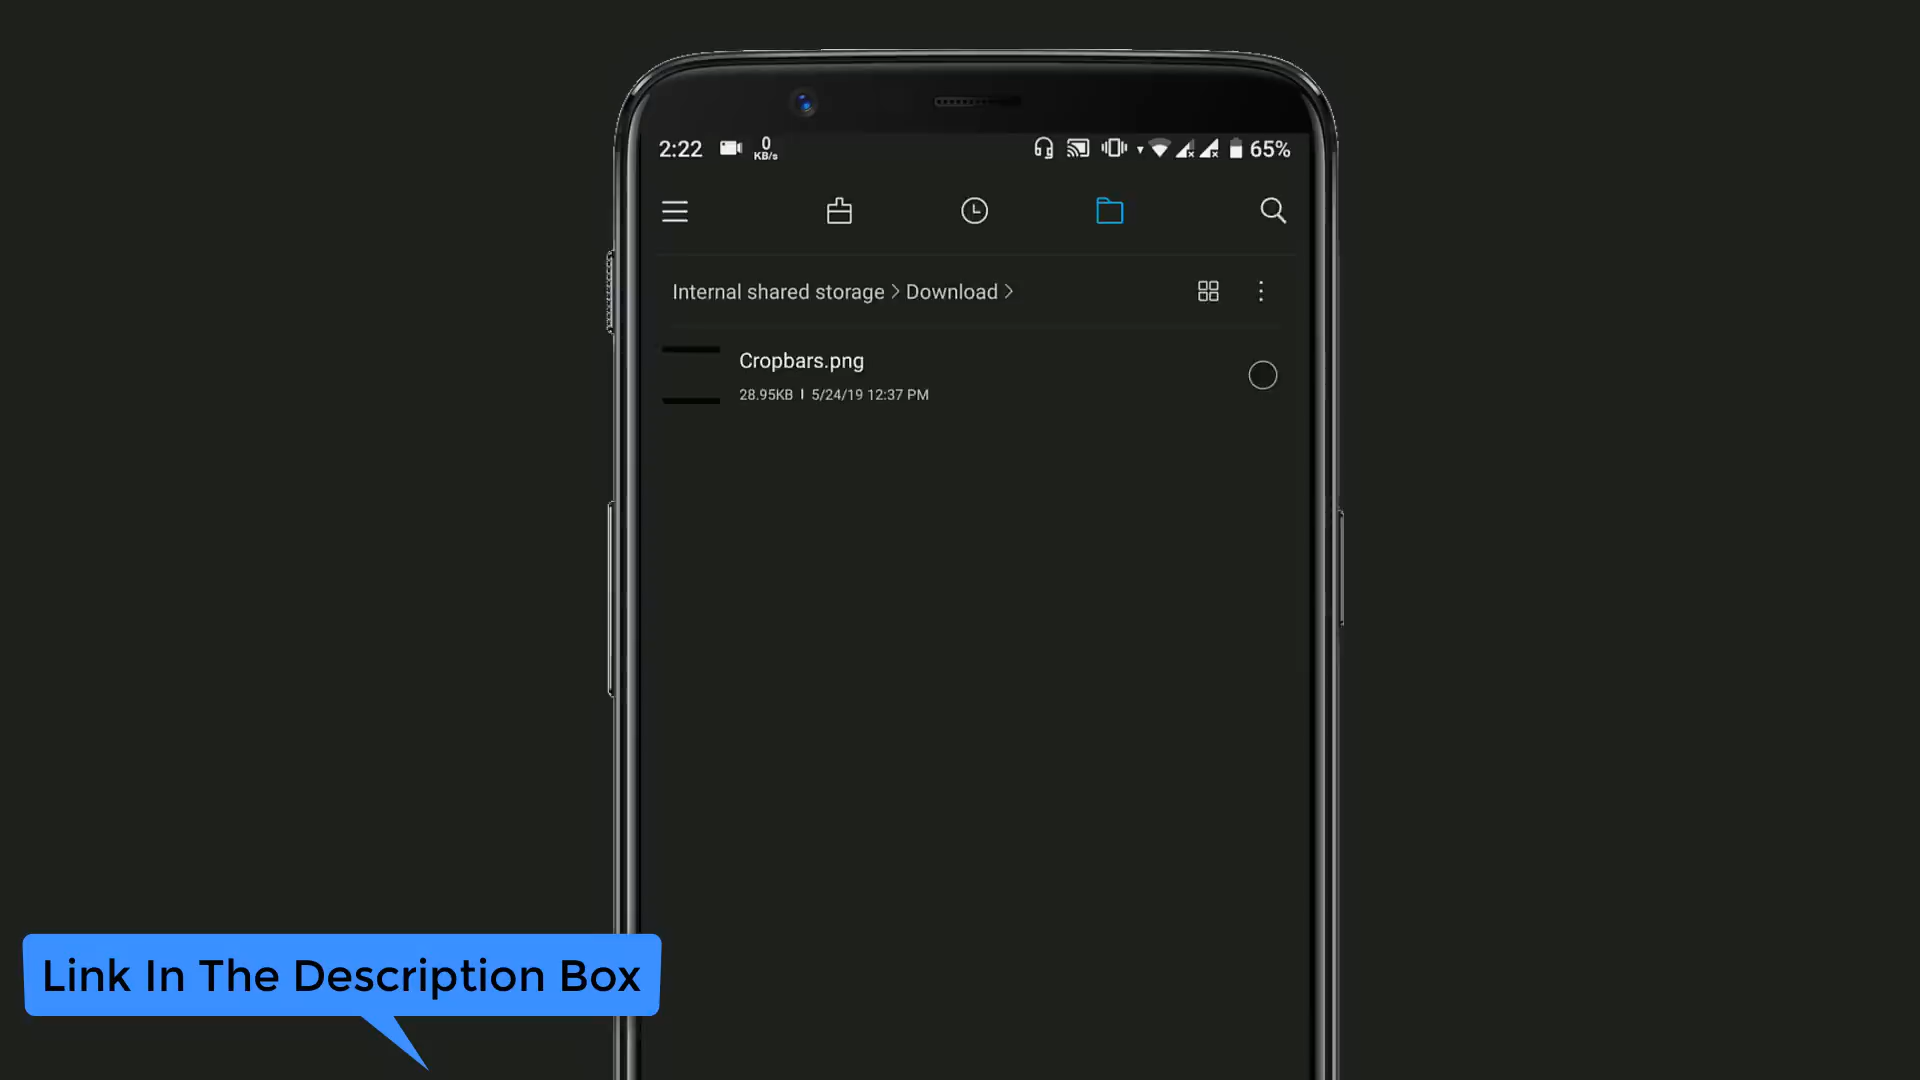 2:22 0 KB/s 65%
Internal shared storage > Download >
Cropbars.png
28.95KB | 5/24/19 12:37 PM
Link In The Description Box